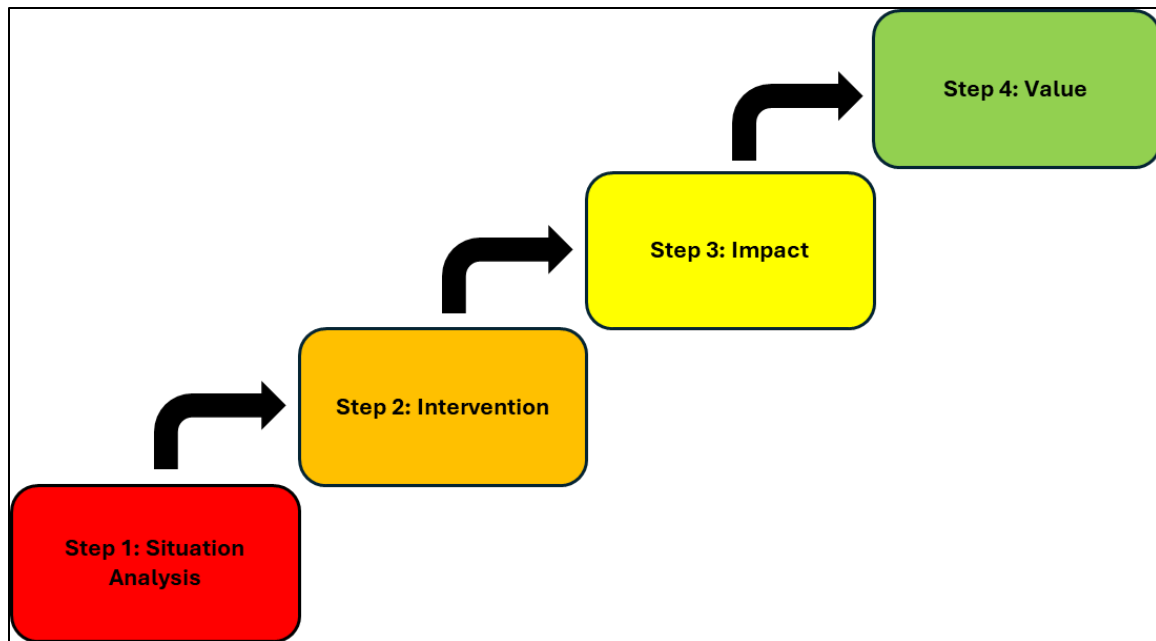 Step 4: Value
Step 3: Impact
Step 2: Intervention
Step 1: Situation
Analysis